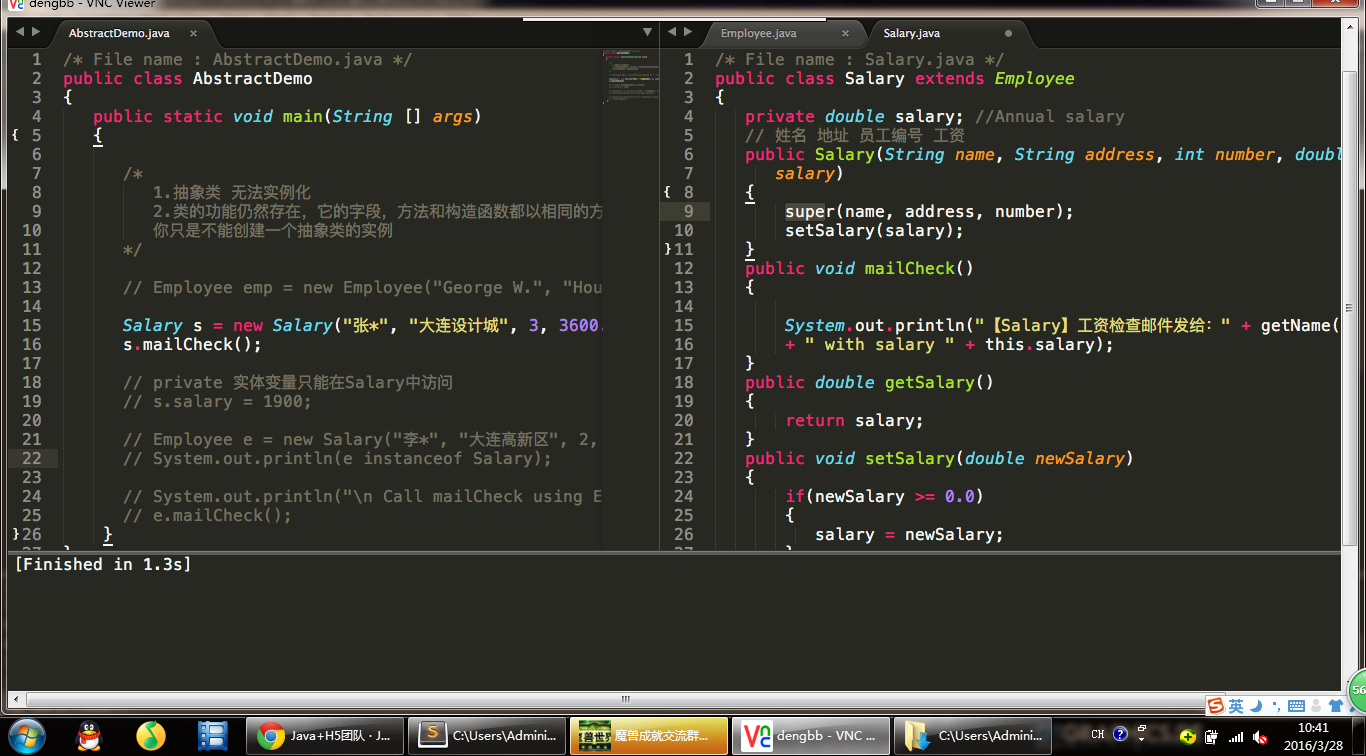 dengbb - VNC Viewer
AbstractDemo.java
1 /* File name : AbstractDemo.java */
2 public class AbstractDemo
3 {
4 public static void main(String [] args)
5 {
6
7 /*
8 1.抽象类 无法实例化
9 2.类的功能仍然存在，它的字段，方法和构造函数都以相同的方
10 你只是不能创建一个抽象类的实例
11 */
12
13 // Employee emp = new Employee("George W.", "Hou
14
15 Salary s = new Salary("张*", "大连设计城", 3, 3600.
16 s.mailCheck();
17
18 // private 实体变量只能在Salary中访问
19 // s.salary = 1900;
20
21 // Employee e = new Salary("李*", "大连高新区", 2,
22 // System.out.println(e instanceof Salary);
23
24 // System.out.println("\n Call mailCheck using E
25 // e.mailCheck();
26 }
Employee.java
Salary.java
1 /* File name : Salary.java */
2 public class Salary extends Employee
3 {
4 private double salary; //Annual salary
5 // 姓名 地址 员工编号 工资
6 public Salary(String name, String address, int number, doubl
7 salary)
8 {
9 super(name, address, number);
10 setSalary(salary);
11 }
12 public void mailCheck()
13 {
14
15 System.out.println("【Salary】工资检查邮件发给：" + getName(
16 + " with salary " + this.salary);
17 }
18 public double getSalary()
19 {
20 return salary;
21 }
22 public void setSalary(double newSalary)
23 {
24 if(newSalary >= 0.0)
25 {
26 salary = newSalary;
[Finished in 1.3s]
英
56
Java+H5团队 · J...
C:\Users\Admini...
魔兽成就交流群...
dengbb - VNC ...
C:\Users\Admini...
CH
10:41
2016/3/28